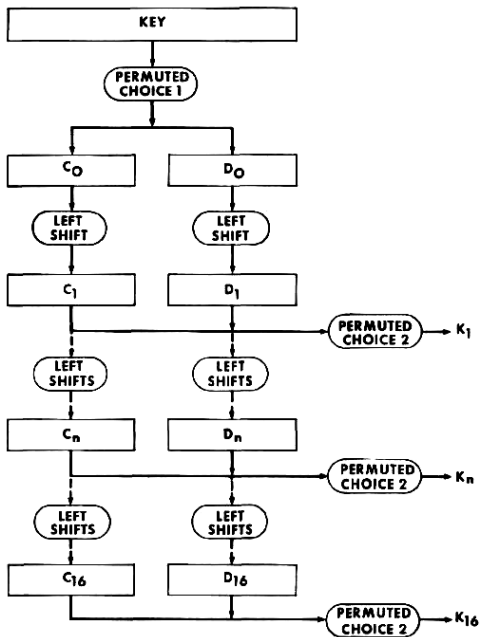 KEY
PERMUTED
CHOICE 1
C0
D0
LEFT
SHIFT
LEFT
SHIFT
C1
D1
PERMUTED
CHOICE 2
K1
LEFT
SHIFTS
LEFT
SHIFTS
Cn
Dn
PERMUTED
CHOICE 2
Kn
LEFT
SHIFTS
LEFT
SHIFTS
C16
D16
PERMUTED
CHOICE 2
K16